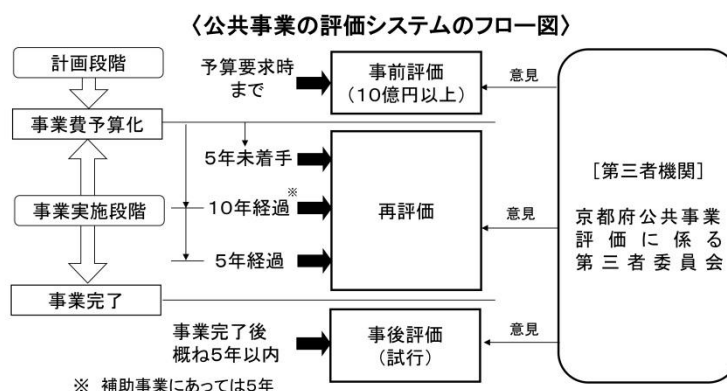 〈公共事業の評価システムのフロー図〉
計画段階
事業費予算化
事業実施段階
事業完了
予算要求時
まで
事前評価
（10億円以上）
意見
5年未着手
10年経過※
5年経過
再評価
意見
事業完了後
概ね5年以内
事後評価
（試行）
意見
[第三者機関]
京都府公共事業
評価に係る
第三者委員会
※ 補助事業にあっては5年